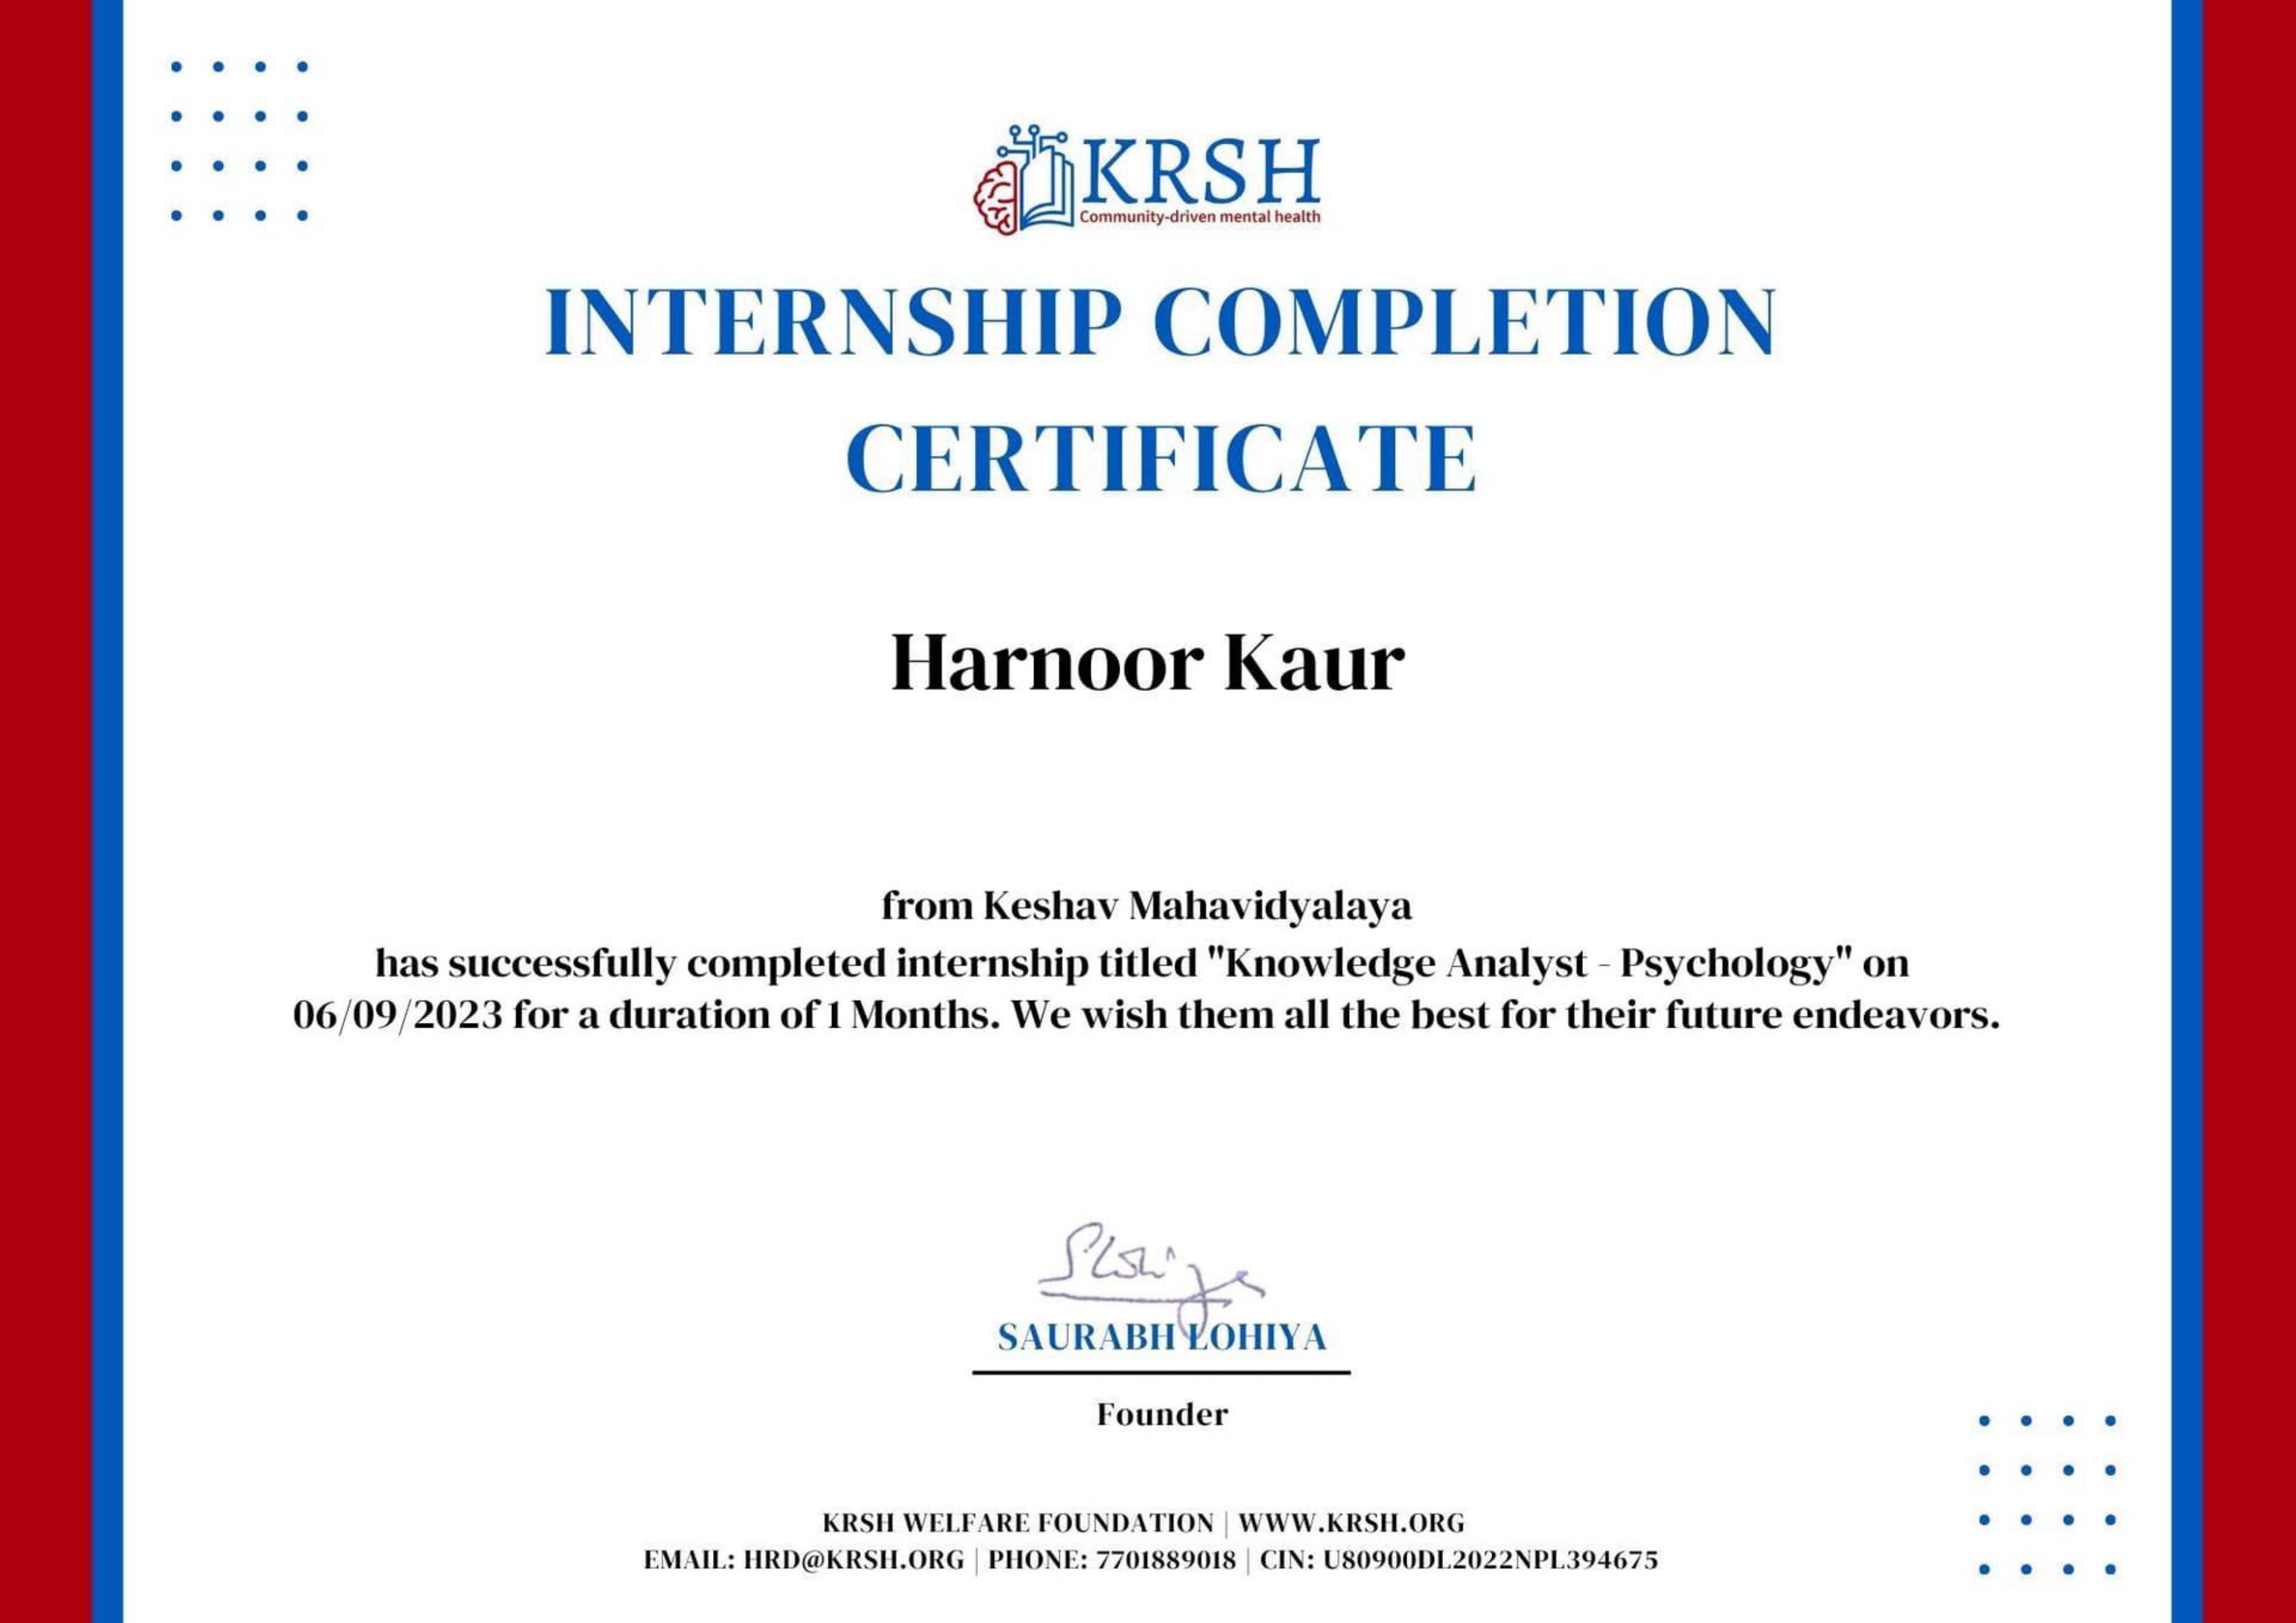 KRSH
Community-driven mental health
INTERNSHIP COMPLETION
CERTIFICATE
Harnoor Kaur
from Keshav Mahavidyalaya
has successfully completed internship titled "Knowledge Analyst - Psychology" on
06/09/2023 for a duration of 1 Months. We wish them all the best for their future endeavors.
SAURABH LOHIYA
Founder
KRSH WELFARE FOUNDATION | WWW.KRSH.ORG
EMAIL: HRD@KRSH.ORG | PHONE: 7701889018 | CIN: U80900DL2022NPL394675